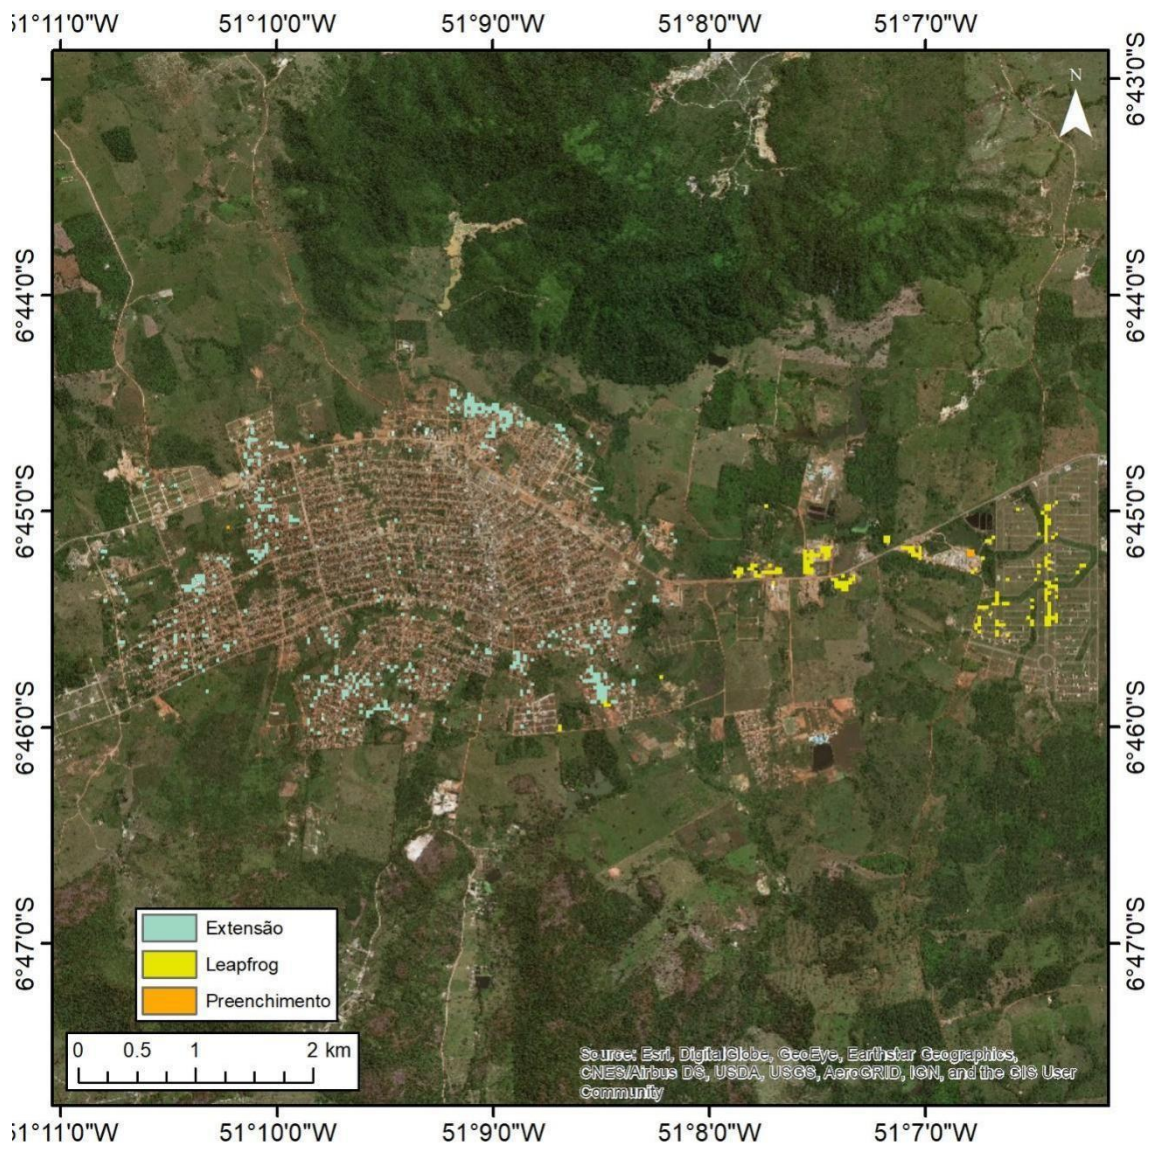 51°11'0"W 51°10'0"W 51°9'0"W 51°8'0"W 51°7'0"W
6°43'0"S
N
6°44'0"S 6°44'0"S
6°45'0"S 6°45'0"S
6°46'0"S 6°46'0"S
6°47'0"S 6°47'0"S
Extensão
Leapfrog
Preenchimento
0 0.5 1 2 km
Source: Esri, DigitalGlobe, GeoEye, Earthstar Geographics,
CNES/Airbus DS, USDA, USGS, AeroGRID, IGN, and the GIS User
Community
51°11'0"W 51°10'0"W 51°9'0"W 51°8'0"W 51°7'0"W